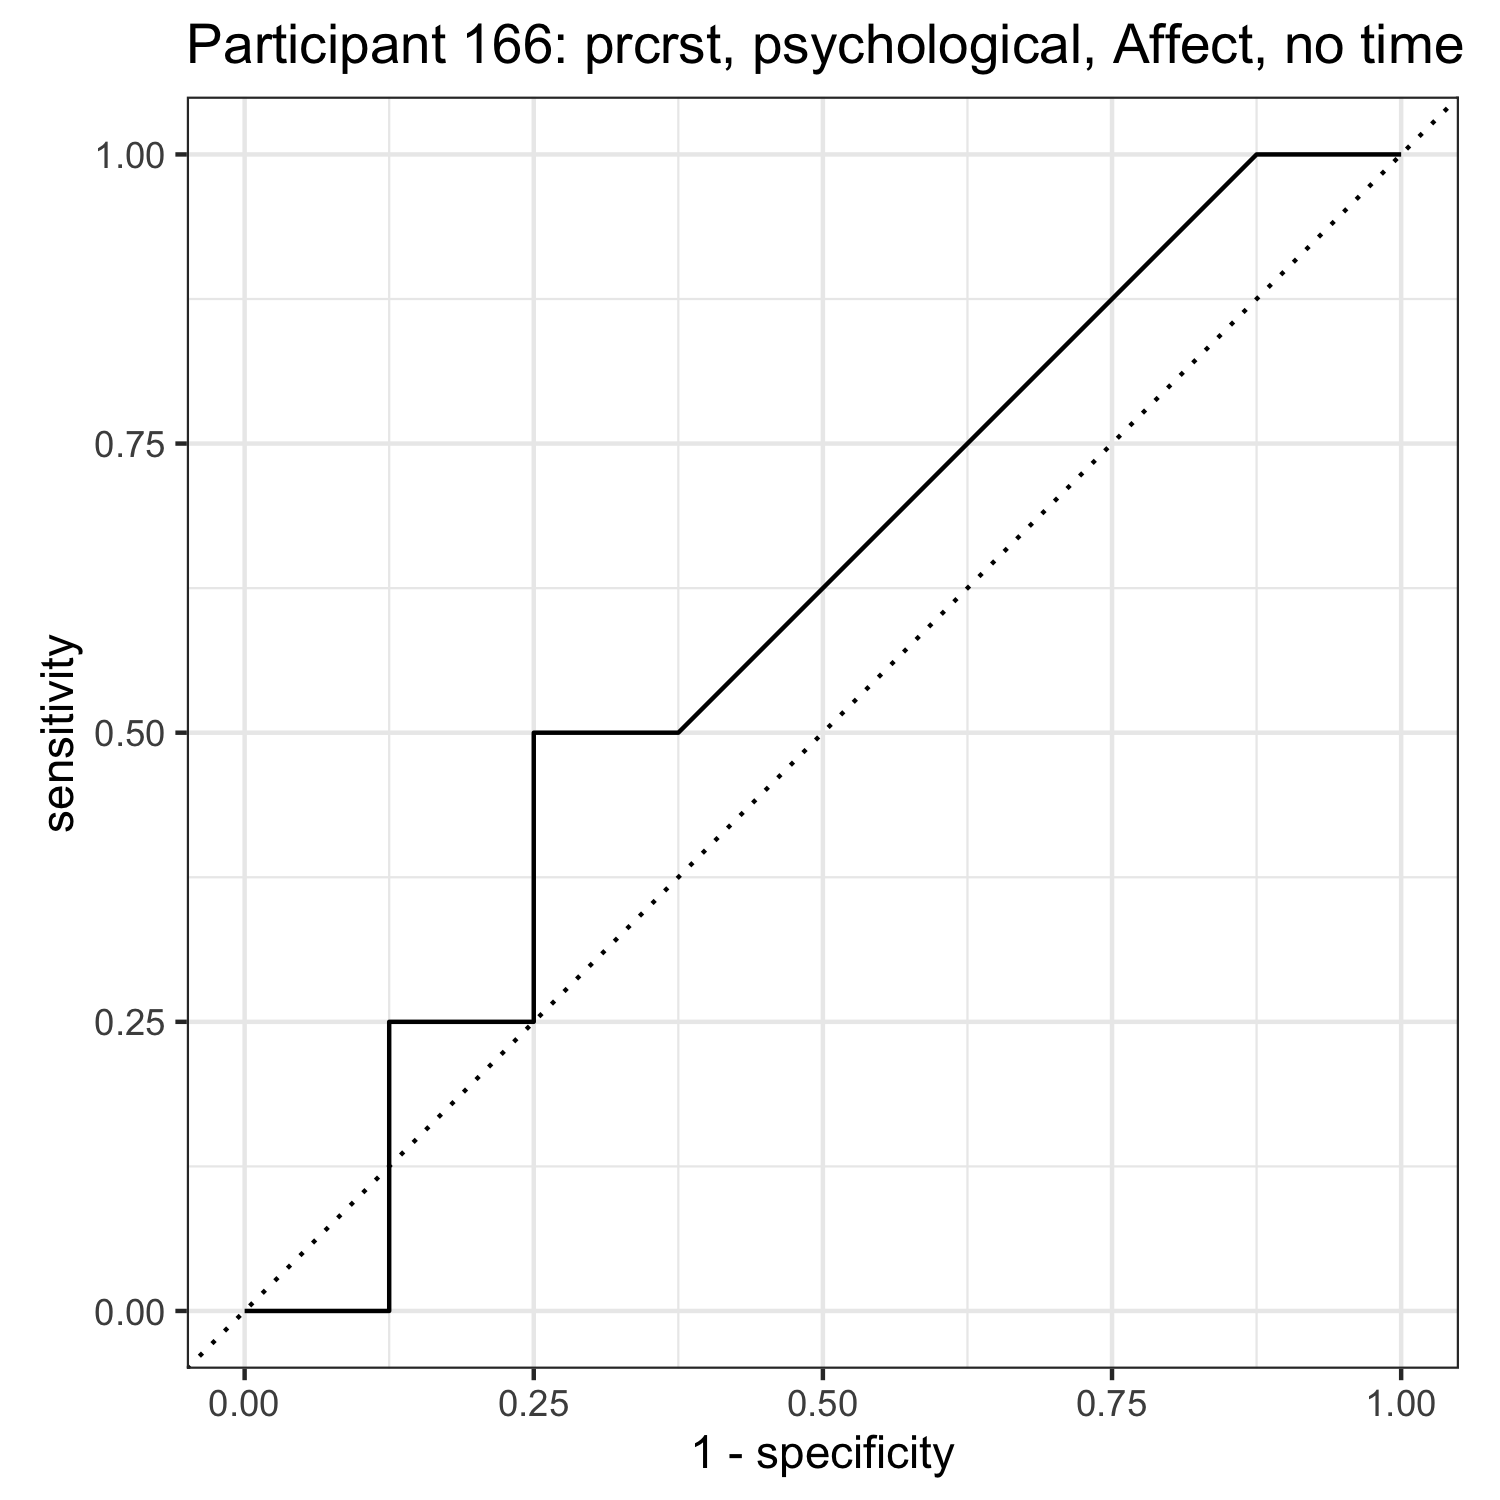 Participant 166: prcrst, psychological, Affect, no time
1.00
0.75
0.50
0.25
0.00
sensitivity
0.00 0.25 0.50 0.75 1.00
1 - specificity